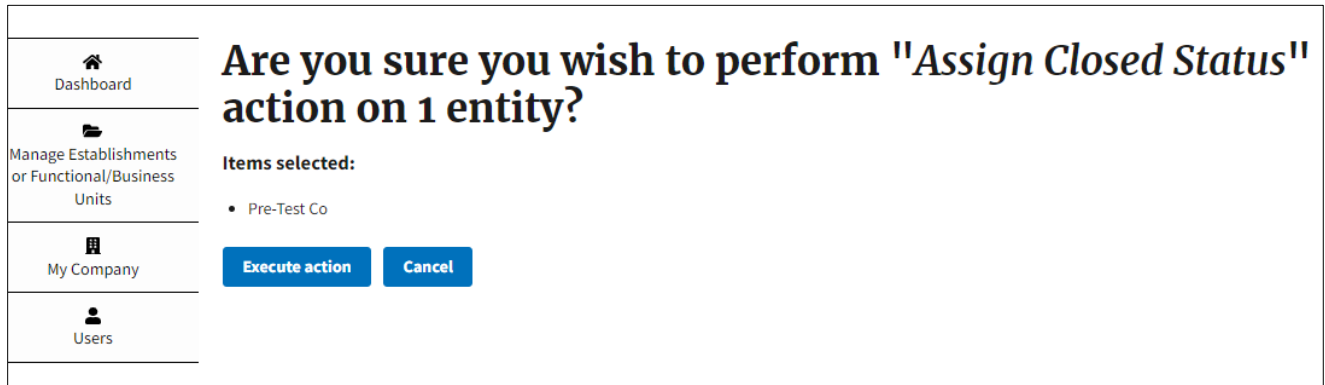 Dashboard
Manage Establishments
or Functional/Business
Units
My Company
Users
Are you sure you wish to perform "Assign Closed Status"
action on 1 entity?
Items selected:
• Pre-Test Co
Execute action
Cancel